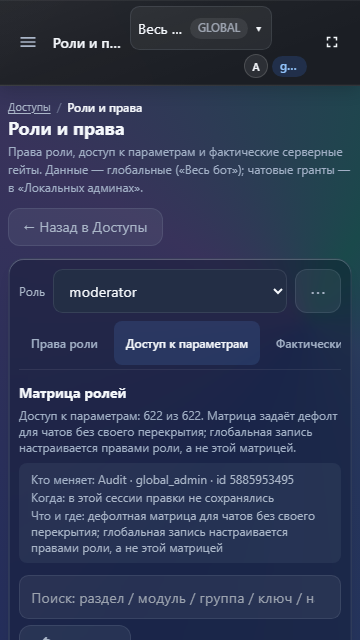 Роли и п...
Весь ... GLOBAL
A g...
Доступы / Роли и права
Роли и права
Права роли, доступ к параметрам и фактические серверные
гейты. Данные — глобальные («Весь бот»); чатовые гранты —
в «Локальных админах».
← Назад в Доступы
Роль moderator ...
Права роли Доступ к параметрам Фактически
Матрица ролей
Доступ к параметрам: 622 из 622. Матрица задаёт дефолт
для чатов без своего перекрытия; глобальная запись
настраивается правами роли, а не этой матрицей.
Кто меняет: Audit · global_admin · id 5885953495
Когда: в этой сессии правки не сохранялись
Что и где: дефолтная матрица для чатов без своего
перекрытия; глобальная запись настраивается
правами роли, а не этой матрицей
Поиск: раздел / модуль / группа / ключ / н